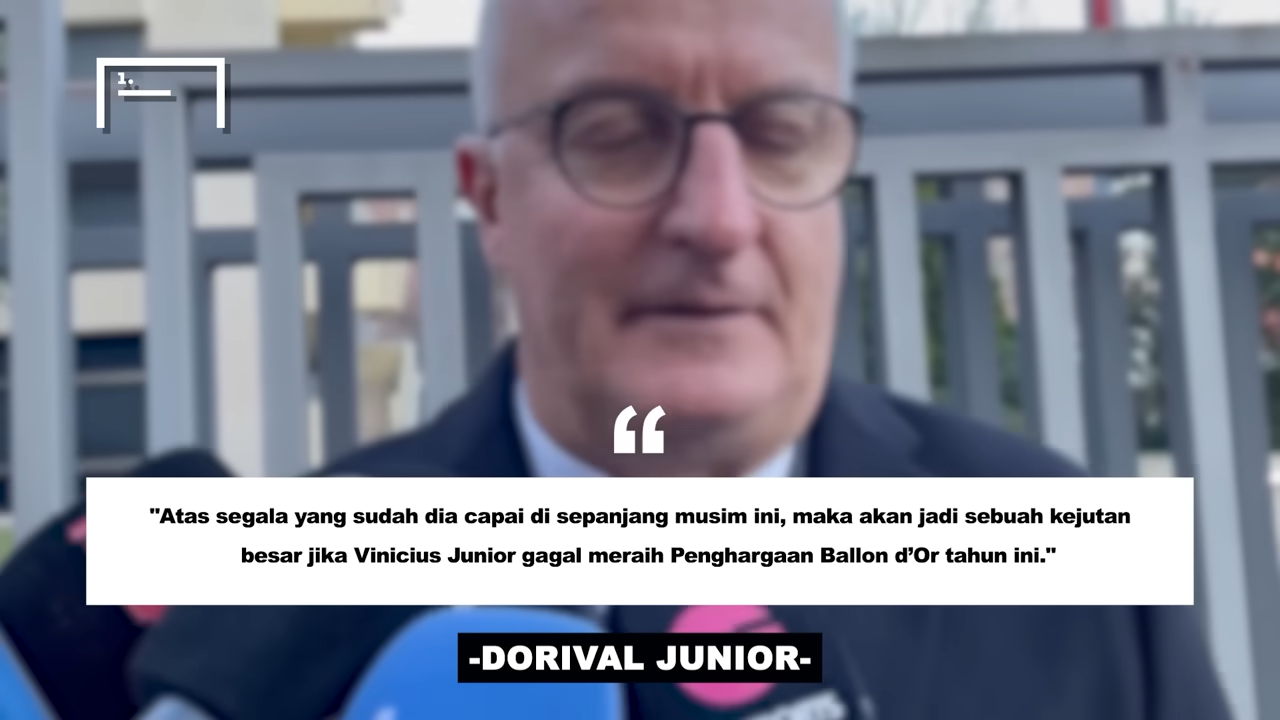 1.
"Atas segala yang sudah dia capai di sepanjang musim ini, maka akan jadi sebuah kejutan
besar jika Vinicius Junior gagal meraih Penghargaan Ballon d’Or tahun ini."
-DORIVAL JUNIOR-